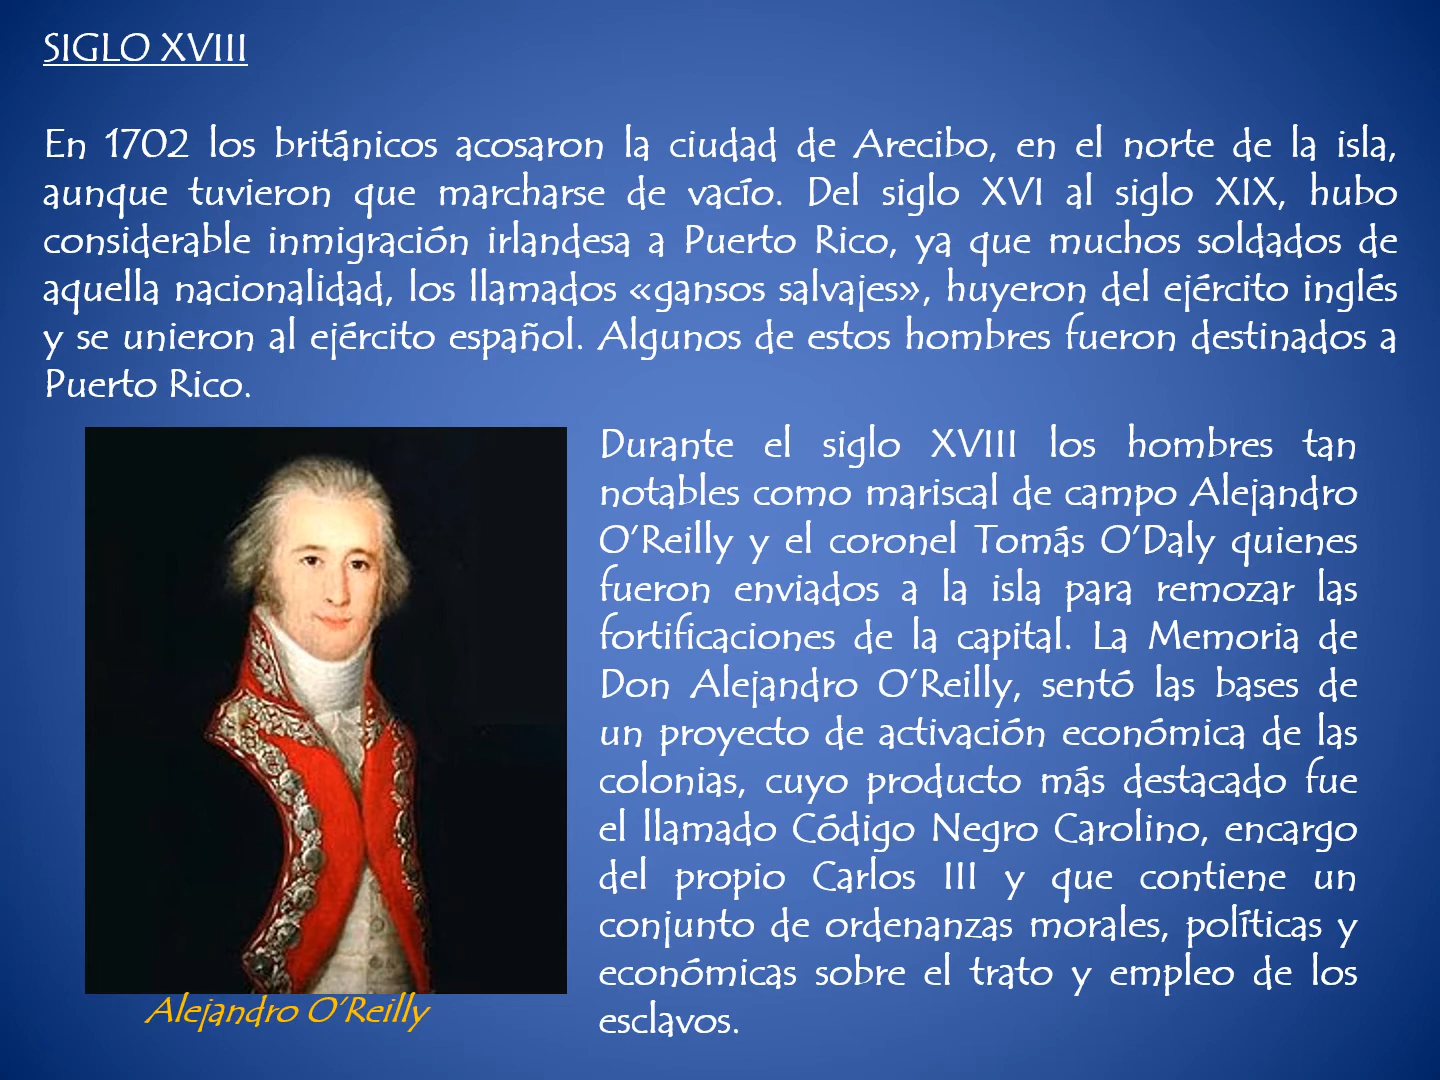 SIGLO XVIII
En 1702 los británicos acosaron la ciudad de Arecibo, en el norte de la isla,
aunque tuvieron que marcharse de vacío. Del siglo XVI al siglo XIX, hubo
considerable inmigración irlandesa a Puerto Rico, ya que muchos soldados de
aquella nacionalidad, los llamados «gansos salvajes», huyeron del ejército inglés
y se unieron al ejército español. Algunos de estos hombres fueron destinados a
Puerto Rico.
Durante el siglo XVIII los hombres tan
notables como mariscal de campo Alejandro
O'Reilly y el coronel Tomás O'Daly quienes
fueron enviados a la isla para remozar las
fortificaciones de la capital. La Memoria de
Don Alejandro O'Reilly, sentó las bases de
un proyecto de activación económica de las
colonias, cuyo producto más destacado fue
el llamado Código Negro Carolino, encargo
del propio Carlos III y que contiene un
conjunto de ordenanzas morales, políticas y
económicas sobre el trato y empleo de los
esclavos.
Alejandro O'Reilly